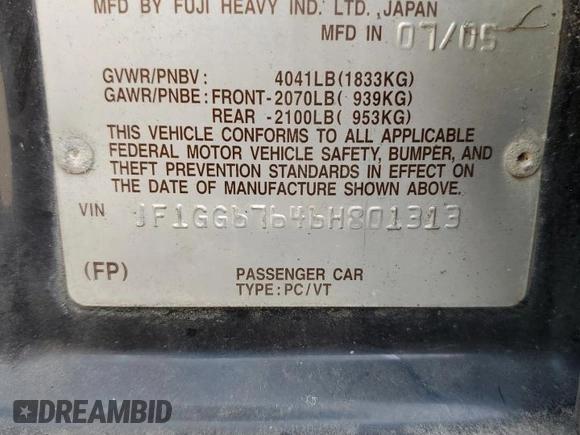 MFD BY FUJI HEAVY IND. LTD.,JAPAN
MFD IN 07/05
GVWR/PNBV: 4041LB(1833KG)
GAWR/PNBE: FRONT-2070LB( 939KG)
REAR -2100LB( 953KG)
THIS VEHICLE CONFORMS TO ALL APPLICABLE
FEDERAL MOTOR VEHICLE SAFETY, BUMPER, AND
THEFT PREVENTION STANDARDS IN EFFECT ON
THE DATE OF MANUFACTURE SHOWN ABOVE.
VIN JF1GG67646H801313
(FP) PASSENGER CAR
TYPE:PC/VT
DREAMBID